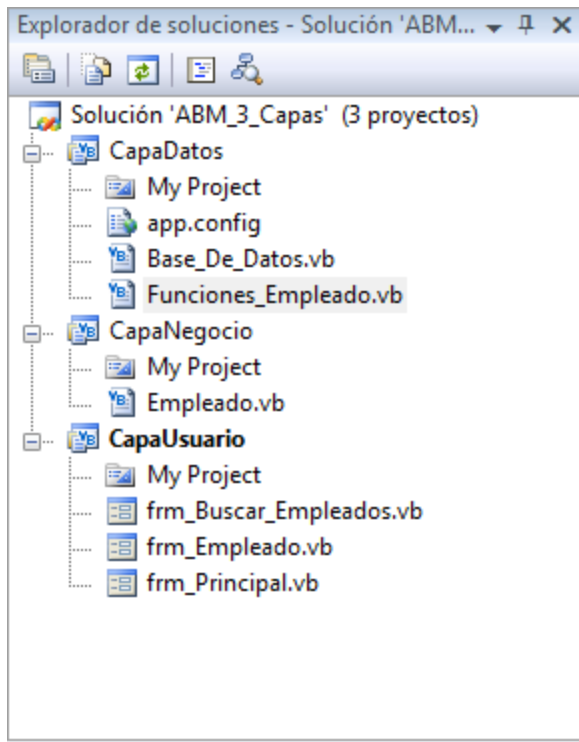 Explorador de soluciones - Solución 'ABM...
Solución 'ABM_3_Capas' (3 proyectos)
CapaDatos
My Project
app.config
Base_De_Datos.vb
Funciones_Empleado.vb
CapaNegocio
My Project
Empleado.vb
CapaUsuario
My Project
frm_Buscar_Empleados.vb
frm_Empleado.vb
frm_Principal.vb